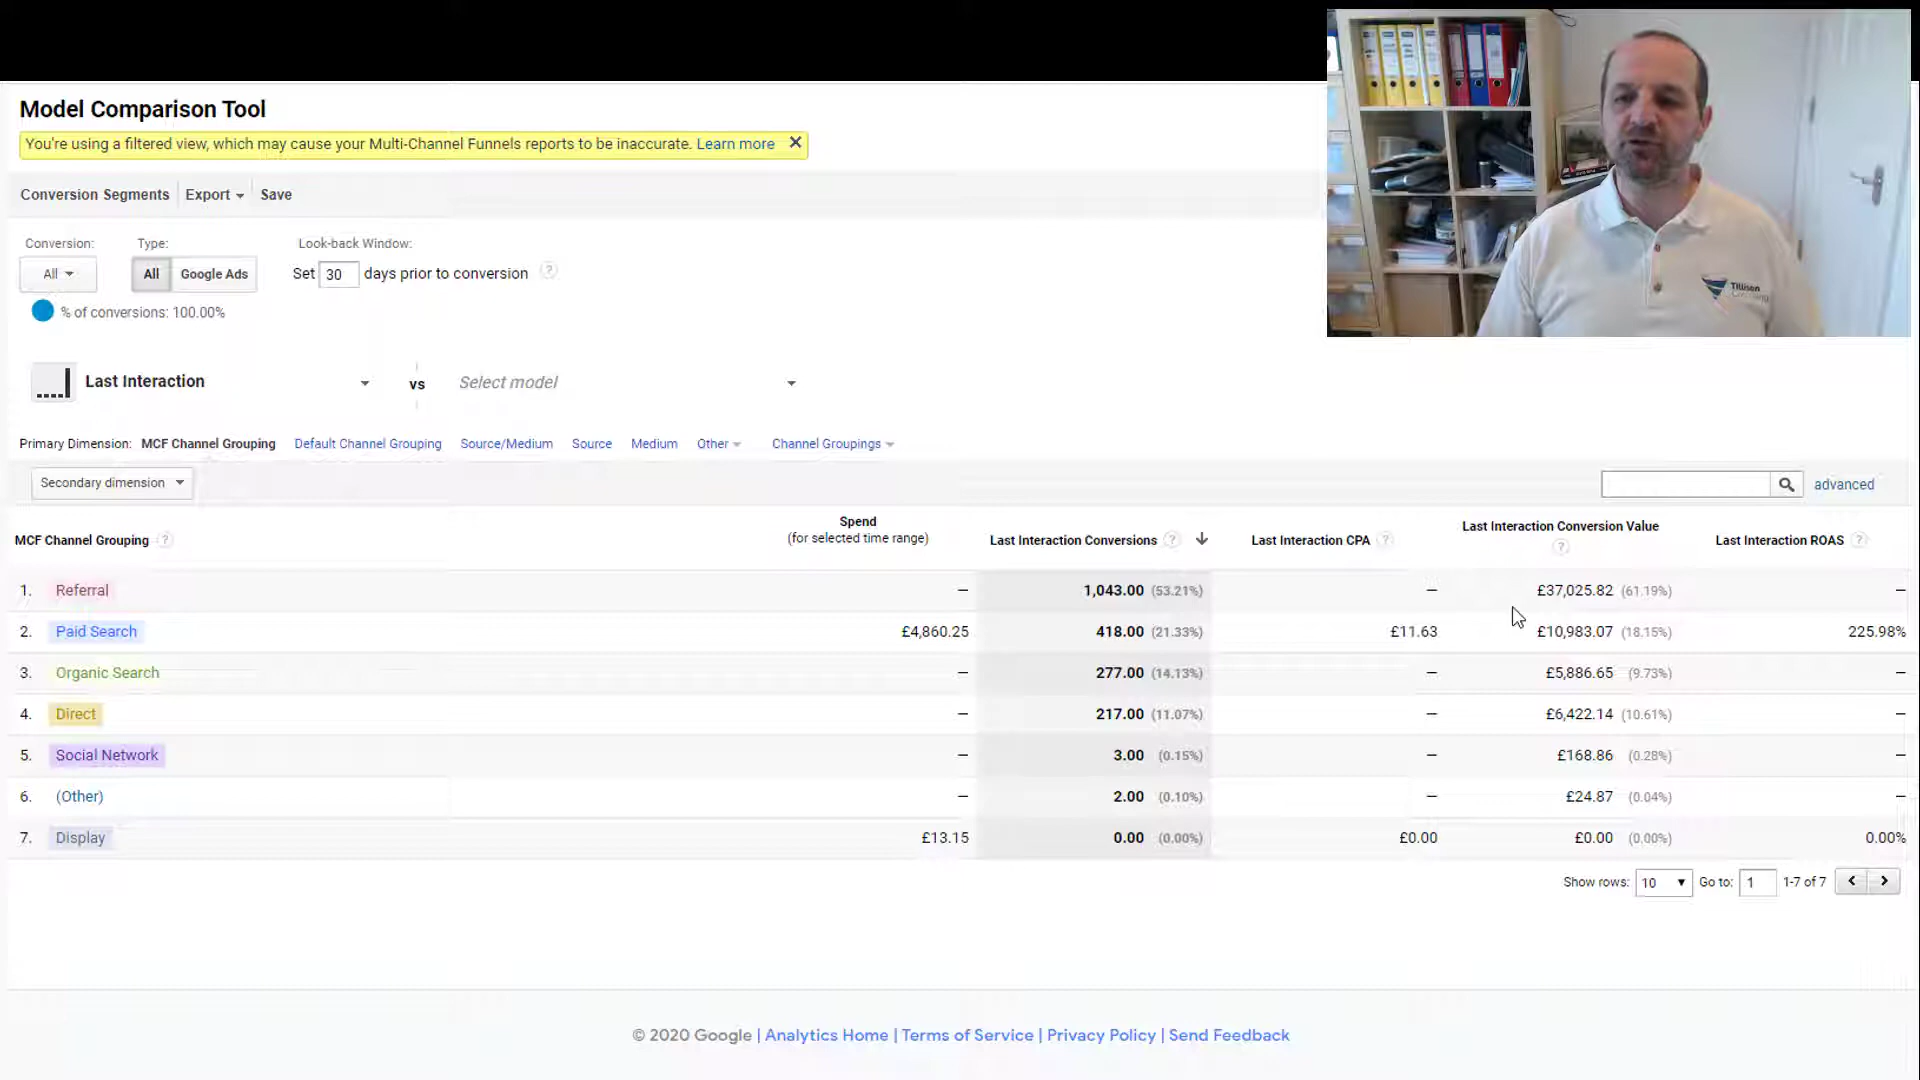 Model Comparison Tool
You're using a filtered view, which may cause your Multi-Channel Funnels reports to be inaccurate. Learn more
Conversion Segments Export Save
Conversion: Type: Look-back Window:
All All Google Ads Set 30 days prior to conversion ?
% of conversions: 100.00%
Last Interaction vs Select model
Primary Dimension: MCF Channel Grouping Default Channel Grouping Source/Medium Source Medium Other Channel Groupings
Secondary dimension advanced
MCF Channel Grouping ? Spend (for selected time range) Last Interaction Conversions ? Last Interaction CPA ? Last Interaction Conversion Value ? Last Interaction ROAS ?
1. Referral — 1,043.00 (53.21%) — £37,025.82 (61.19%) —
2. Paid Search £4,860.25 418.00 (21.33%) £11.63 £10,983.07 (18.15%) 225.98%
3. Organic Search — 277.00 (14.13%) — £5,886.65 (9.73%) —
4. Direct — 217.00 (11.07%) — £6,422.14 (10.61%) —
5. Social Network — 3.00 (0.15%) — £168.86 (0.28%) —
6. (Other) — 2.00 (0.10%) — £24.87 (0.04%) —
7. Display £13.15 0.00 (0.00%) £0.00 £0.00 (0.00%) 0.00%
Show rows: 10 Go to: 1 1-7 of 7
© 2020 Google | Analytics Home | Terms of Service | Privacy Policy | Send Feedback
Tillison